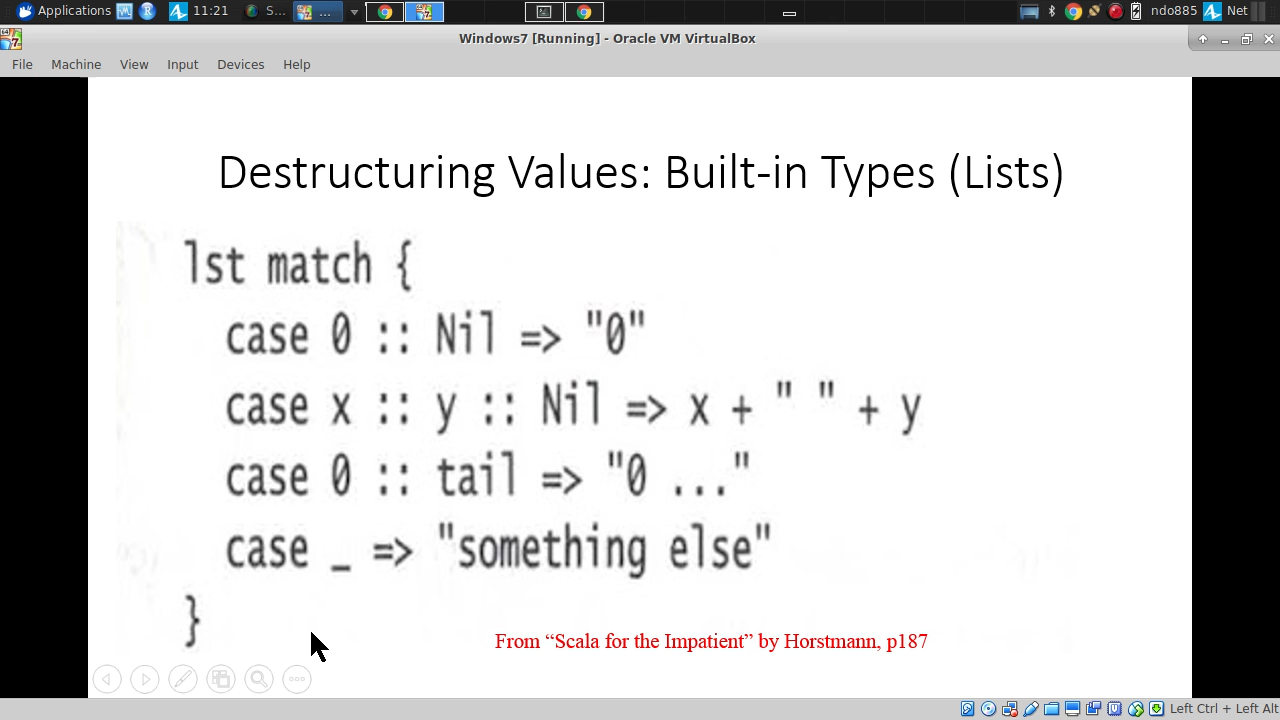 Applications 11:21 S... ... ndo885 Net
Windows7 [Running] - Oracle VM VirtualBox
File Machine View Input Devices Help
Destructuring Values: Built-in Types (Lists)
lst match {
case 0 :: Nil => "0"
case x :: y :: Nil => x + " " + y
case 0 :: tail => "0 ..."
case _ => "something else"
}
From “Scala for the Impatient” by Horstmann, p187
Left Ctrl + Left Alt